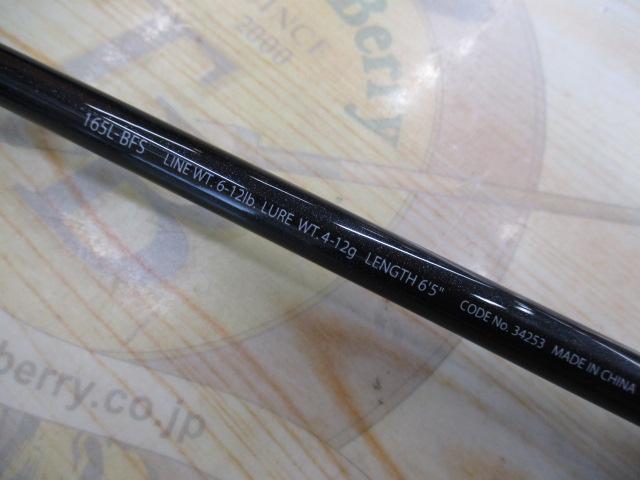 Berry
SINCE
2000
165L-BFS LINE WT. 6-12lb LURE WT. 4-12g LENGTH 6'5" CODE No. 34253 MADE IN CHINA
berry.co.jp